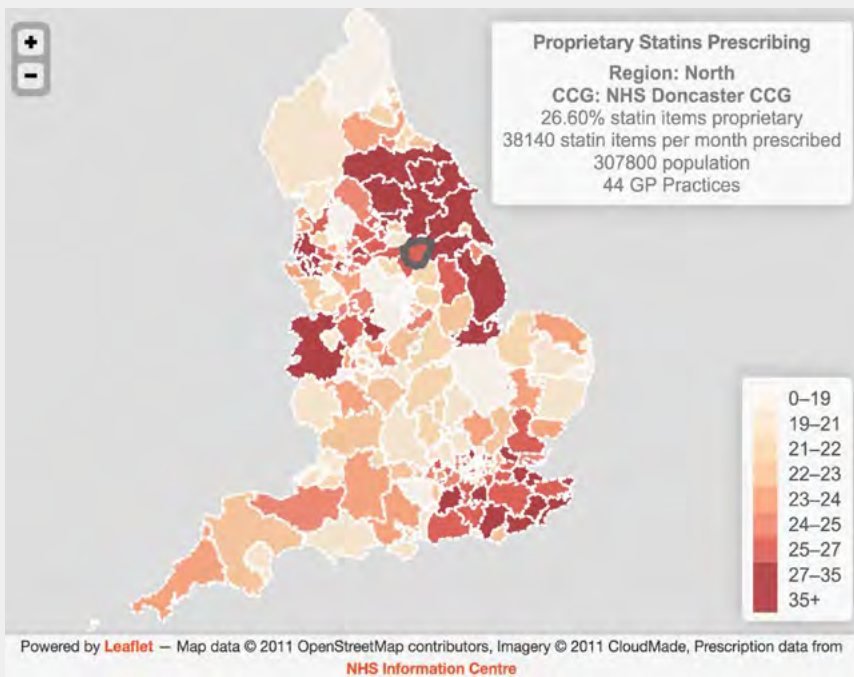 +
−
Proprietary Statins Prescribing
Region: North
CCG: NHS Doncaster CCG
26.60% statin items proprietary
38140 statin items per month prescribed
307800 population
44 GP Practices
0–19
19–21
21–22
22–23
23–24
24–25
25–27
27–35
35+
Powered by Leaflet — Map data © 2011 OpenStreetMap contributors, Imagery © 2011 CloudMade, Prescription data from
NHS Information Centre